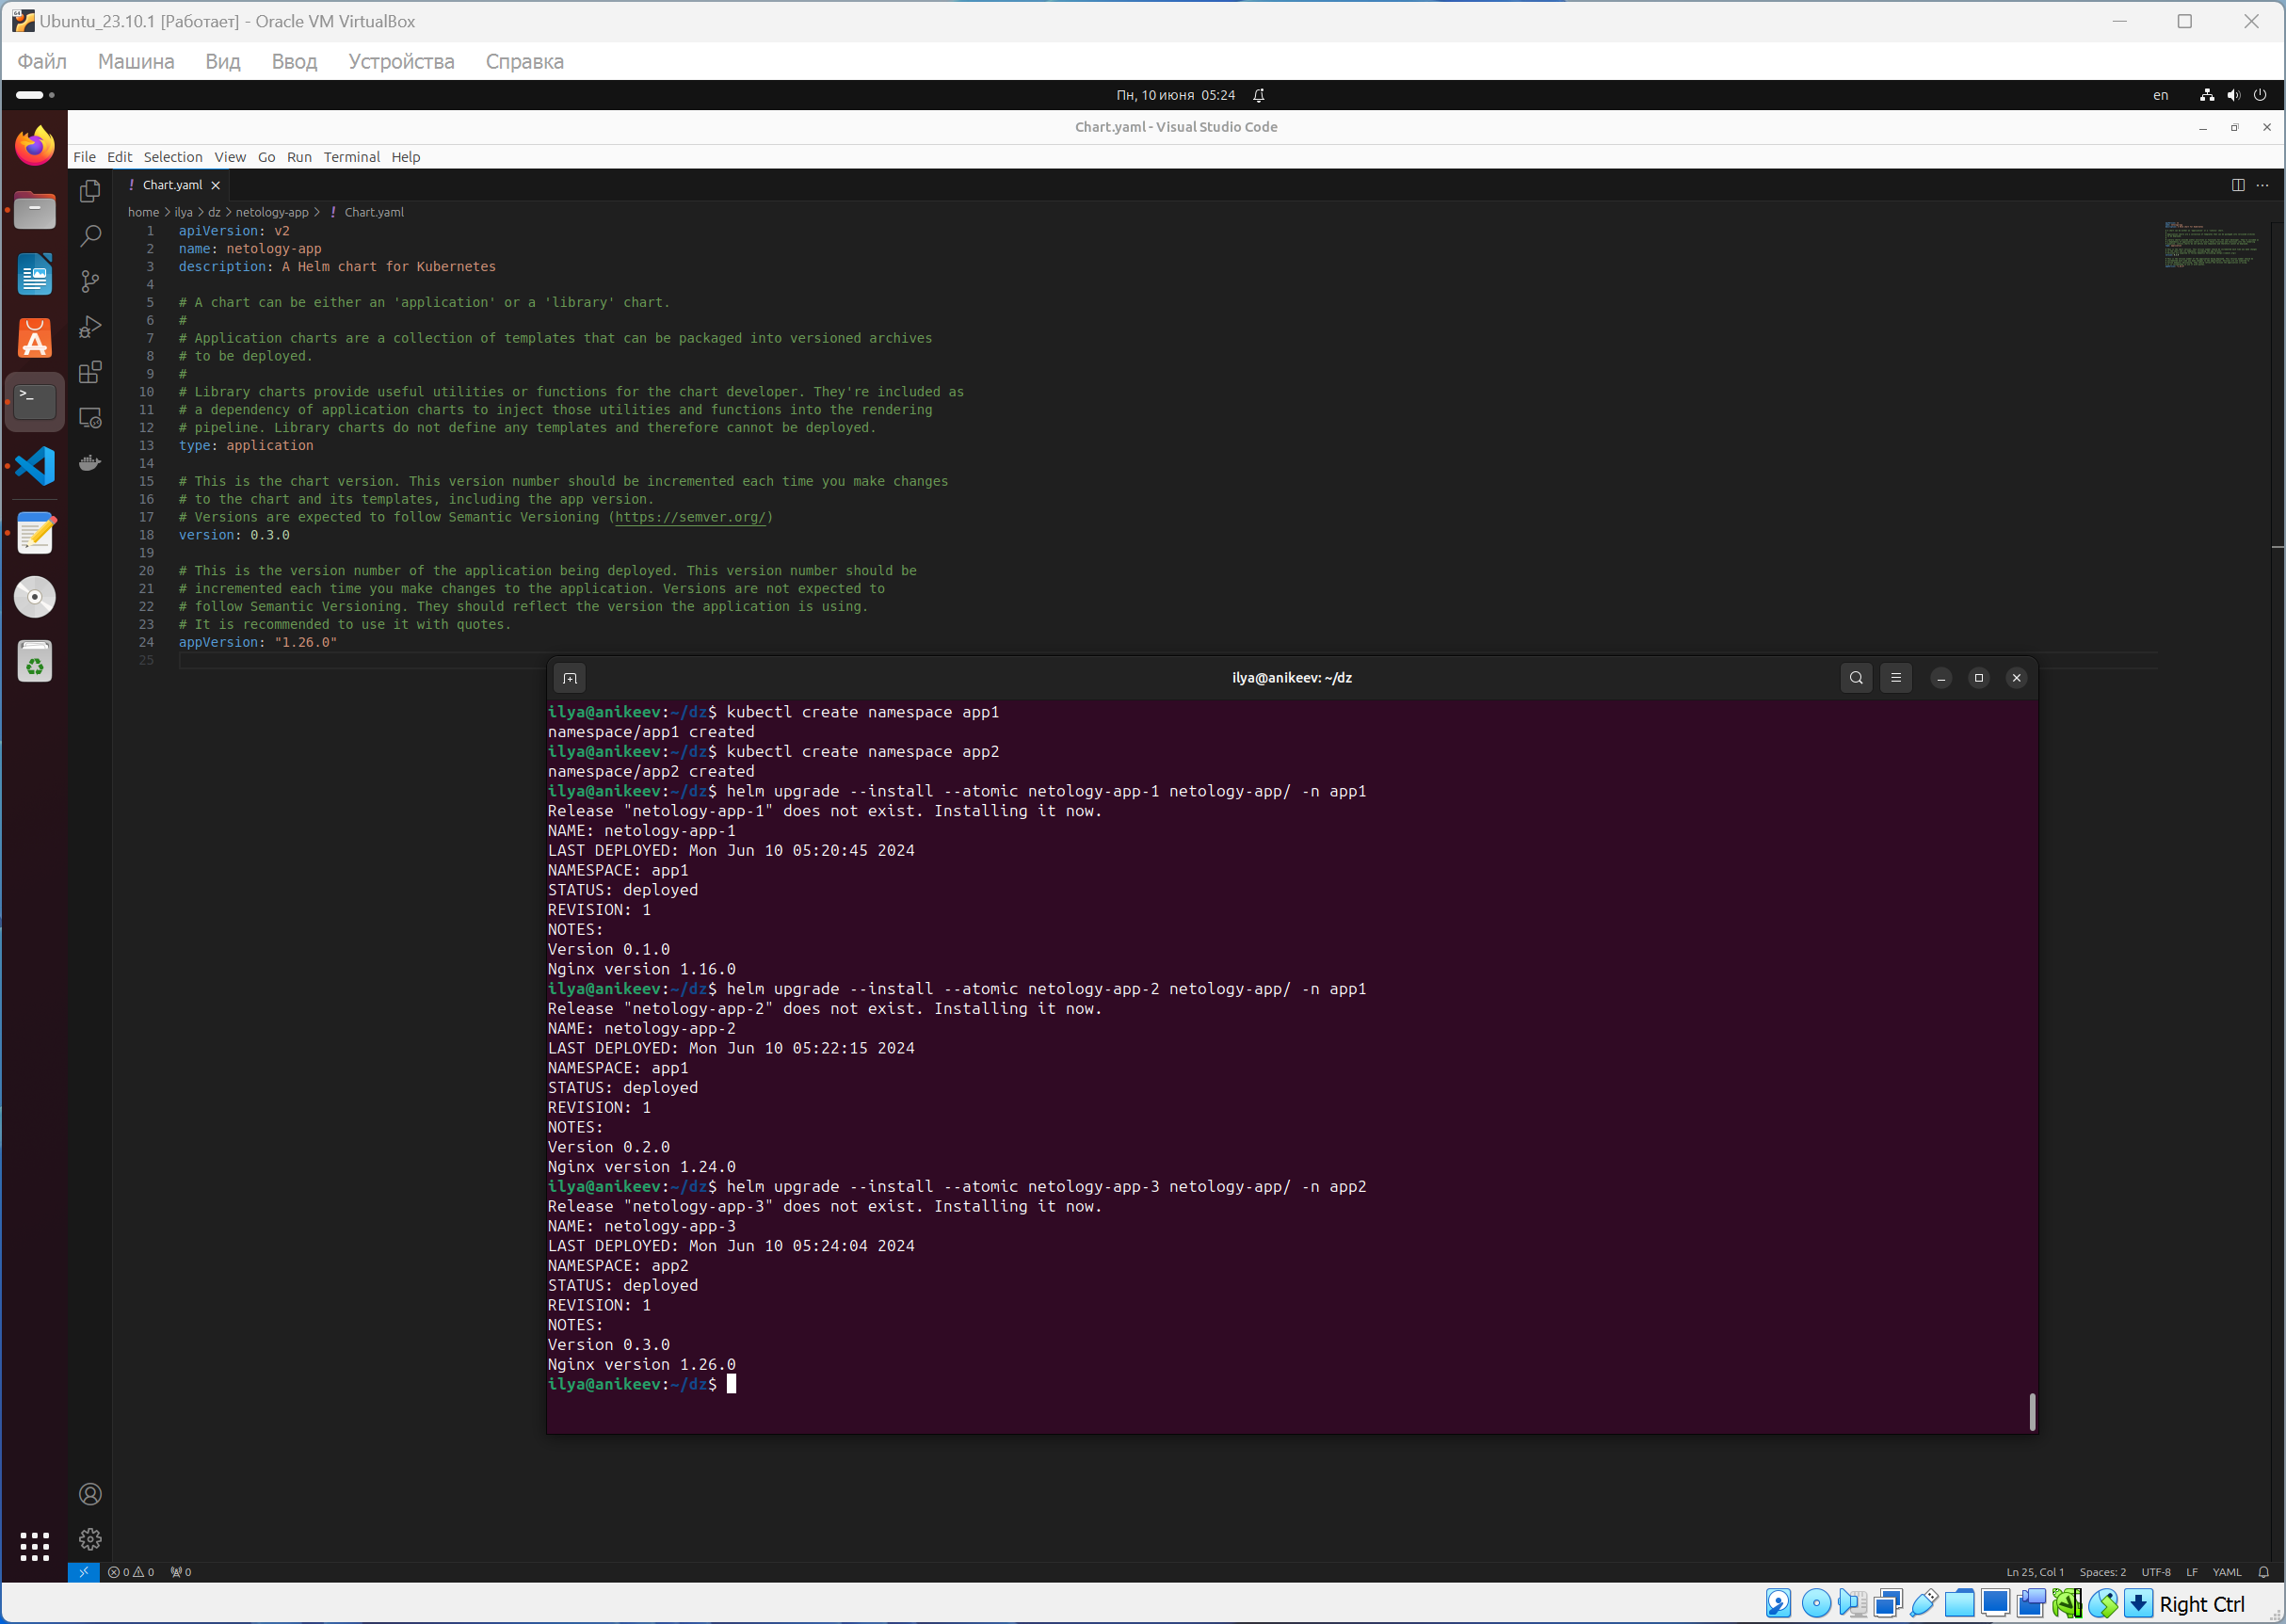 Ubuntu_23.10.1 [Работает] - Oracle VM VirtualBox
Файл Машина Вид Ввод Устройства Справка
Пн, 10 июня 05:24 en
Chart.yaml - Visual Studio Code
File Edit Selection View Go Run Terminal Help
! Chart.yaml
home > ilya > dz > netology-app > ! Chart.yaml
1 apiVersion: v2
2 name: netology-app
3 description: A Helm chart for Kubernetes
4
5 # A chart can be either an 'application' or a 'library' chart.
6 #
7 # Application charts are a collection of templates that can be packaged into versioned archives
8 # to be deployed.
9 #
10 # Library charts provide useful utilities or functions for the chart developer. They're included as
11 # a dependency of application charts to inject those utilities and functions into the rendering
12 # pipeline. Library charts do not define any templates and therefore cannot be deployed.
13 type: application
14
15 # This is the chart version. This version number should be incremented each time you make changes
16 # to the chart and its templates, including the app version.
17 # Versions are expected to follow Semantic Versioning (https://semver.org/)
18 version: 0.3.0
19
20 # This is the version number of the application being deployed. This version number should be
21 # incremented each time you make changes to the application. Versions are not expected to
22 # follow Semantic Versioning. They should reflect the version the application is using.
23 # It is recommended to use it with quotes.
24 appVersion: "1.26.0"
25
ilya@anikeev: ~/dz
ilya@anikeev:~/dz$ kubectl create namespace app1
namespace/app1 created
ilya@anikeev:~/dz$ kubectl create namespace app2
namespace/app2 created
ilya@anikeev:~/dz$ helm upgrade --install --atomic netology-app-1 netology-app/ -n app1
Release "netology-app-1" does not exist. Installing it now.
NAME: netology-app-1
LAST DEPLOYED: Mon Jun 10 05:20:45 2024
NAMESPACE: app1
STATUS: deployed
REVISION: 1
NOTES:
Version 0.1.0
Nginx version 1.16.0
ilya@anikeev:~/dz$ helm upgrade --install --atomic netology-app-2 netology-app/ -n app1
Release "netology-app-2" does not exist. Installing it now.
NAME: netology-app-2
LAST DEPLOYED: Mon Jun 10 05:22:15 2024
NAMESPACE: app1
STATUS: deployed
REVISION: 1
NOTES:
Version 0.2.0
Nginx version 1.24.0
ilya@anikeev:~/dz$ helm upgrade --install --atomic netology-app-3 netology-app/ -n app2
Release "netology-app-3" does not exist. Installing it now.
NAME: netology-app-3
LAST DEPLOYED: Mon Jun 10 05:24:04 2024
NAMESPACE: app2
STATUS: deployed
REVISION: 1
NOTES:
Version 0.3.0
Nginx version 1.26.0
ilya@anikeev:~/dz$
0 0 0 Ln 25, Col 1 Spaces: 2 UTF-8 LF YAML
Right Ctrl